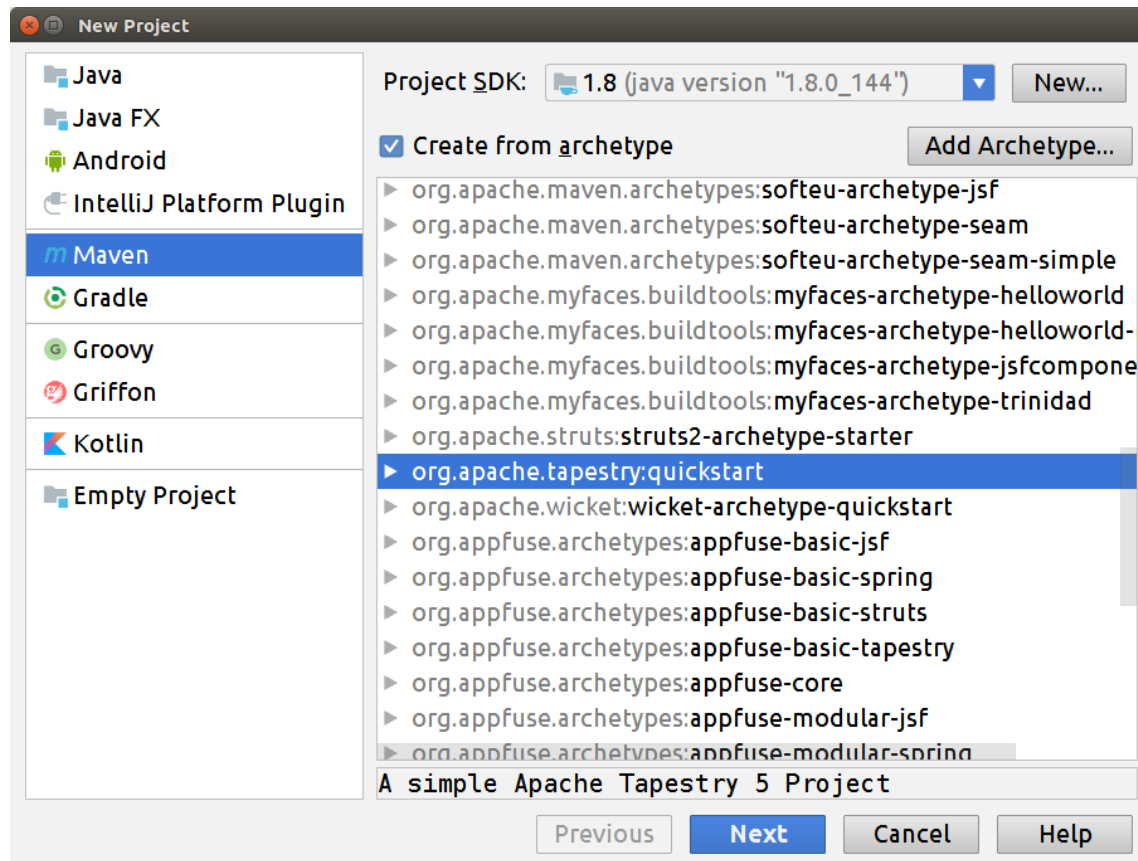 New Project
Java
Java FX
Android
IntelliJ Platform Plugin
Maven
Gradle
Groovy
Griffon
Kotlin
Empty Project
Project SDK: 1.8 (java version "1.8.0_144") New...
Create from archetype Add Archetype...
org.apache.maven.archetypes:softeu-archetype-jsf
org.apache.maven.archetypes:softeu-archetype-seam
org.apache.maven.archetypes:softeu-archetype-seam-simple
org.apache.myfaces.buildtools:myfaces-archetype-helloworld
org.apache.myfaces.buildtools:myfaces-archetype-helloworld-
org.apache.myfaces.buildtools:myfaces-archetype-jsfcompone
org.apache.myfaces.buildtools:myfaces-archetype-trinidad
org.apache.struts:struts2-archetype-starter
org.apache.tapestry:quickstart
org.apache.wicket:wicket-archetype-quickstart
org.appfuse.archetypes:appfuse-basic-jsf
org.appfuse.archetypes:appfuse-basic-spring
org.appfuse.archetypes:appfuse-basic-struts
org.appfuse.archetypes:appfuse-basic-tapestry
org.appfuse.archetypes:appfuse-core
org.appfuse.archetypes:appfuse-modular-jsf
org.appfuse.archetypes:appfuse-modular-spring
A simple Apache Tapestry 5 Project
Previous Next Cancel Help